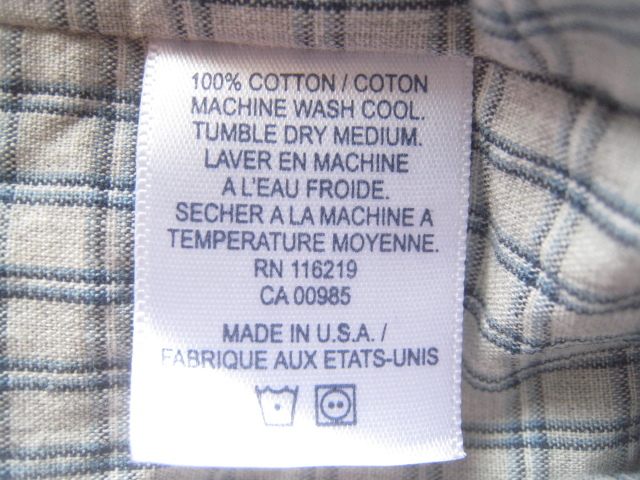 100% COTTON / COTON
MACHINE WASH COOL.
TUMBLE DRY MEDIUM.
LAVER EN MACHINE
A L'EAU FROIDE.
SECHER A LA MACHINE A
TEMPERATURE MOYENNE.
RN 116219
CA 00985
MADE IN U.S.A. /
FABRIQUE AUX ETATS-UNIS